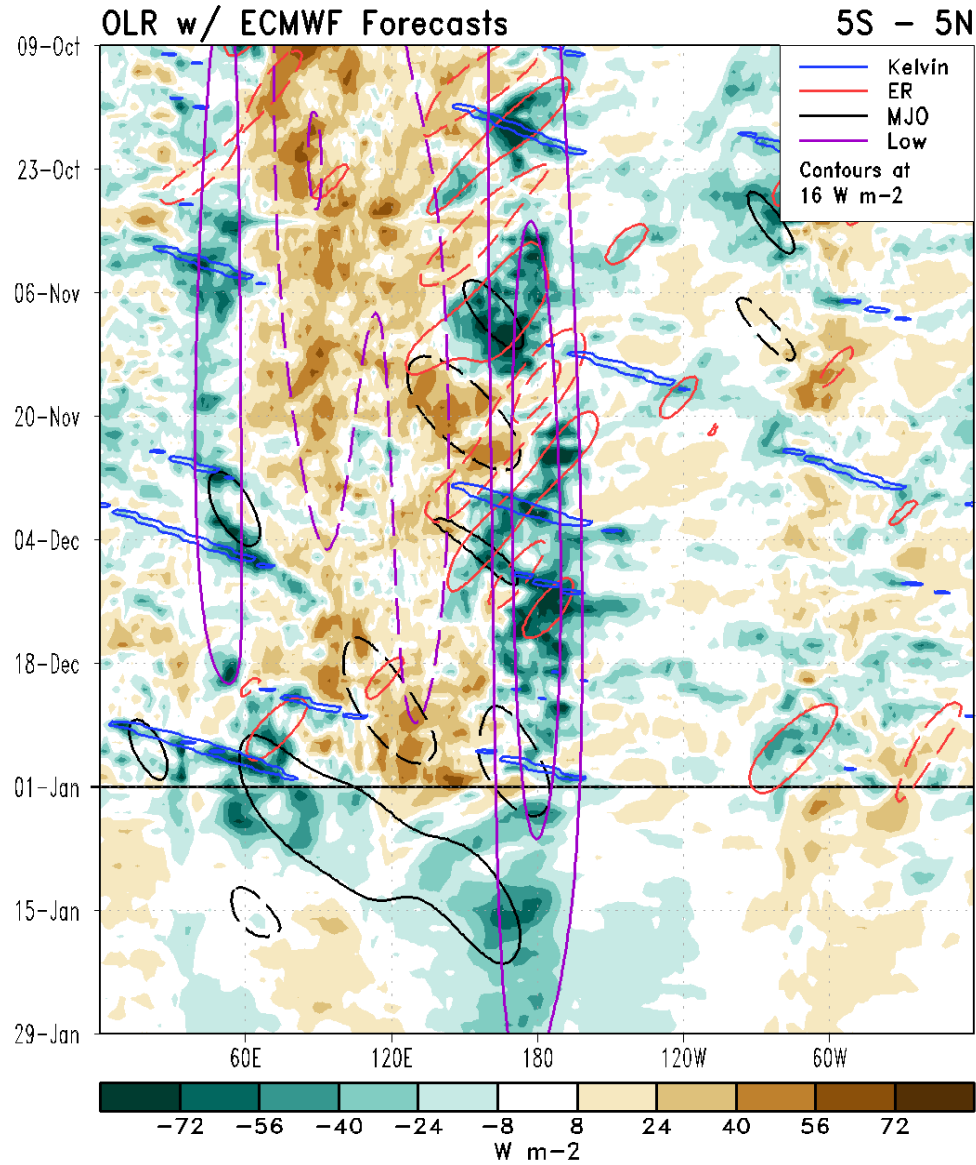 OLR w/ ECMWF Forecasts 5S - 5N
Kelvin
ER
MJO
Low
Contours at
16 W m-2
09-Oct
23-Oct
06-Nov
20-Nov
04-Dec
18-Dec
01-Jan
15-Jan
29-Jan
60E 120E 180 120W 60W
-72 -56 -40 -24 -8 8 24 40 56 72
W m-2